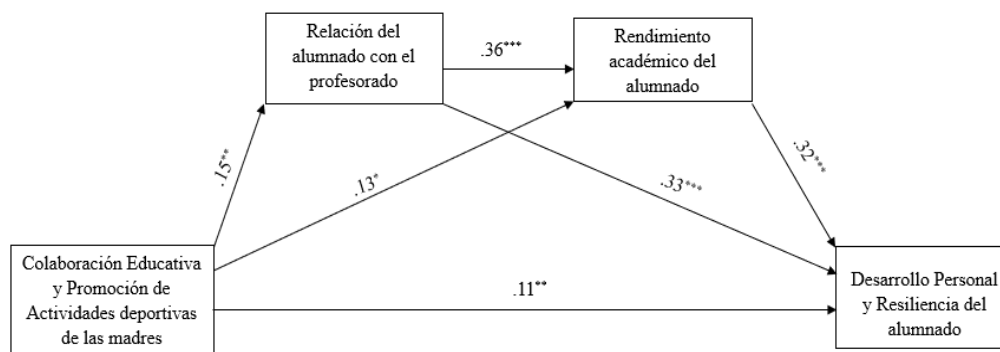 Relación del
alumnado con el
profesorado
.36***
Rendimiento
académico del
alumnado
.15**
.13*
.33***
.32***
Colaboración Educativa
y Promoción de
Actividades deportivas
de las madres
.11**
Desarrollo Personal
y Resiliencia del
alumnado